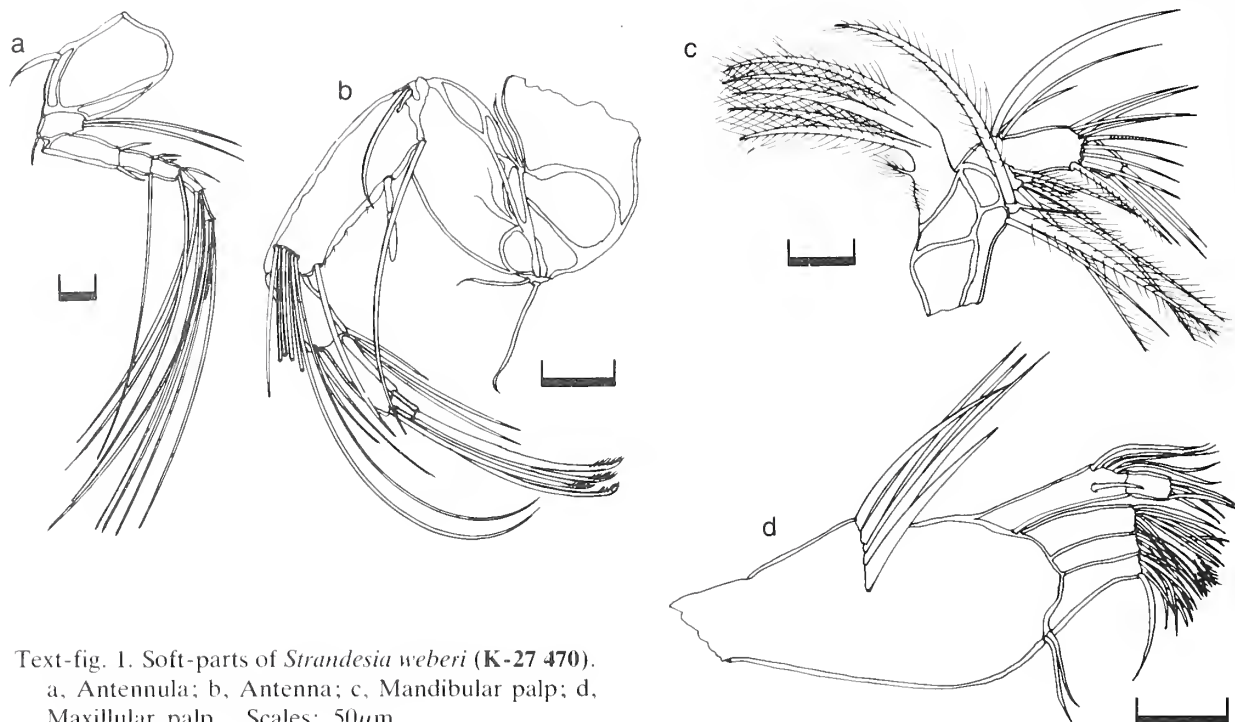 a
b
c
d
Text-fig. 1. Soft-parts of Strandesia weberi (K-27 470).
a, Antennula; b, Antenna; c, Mandibular palp; d,
Maxillular palp. Scales: 50μm